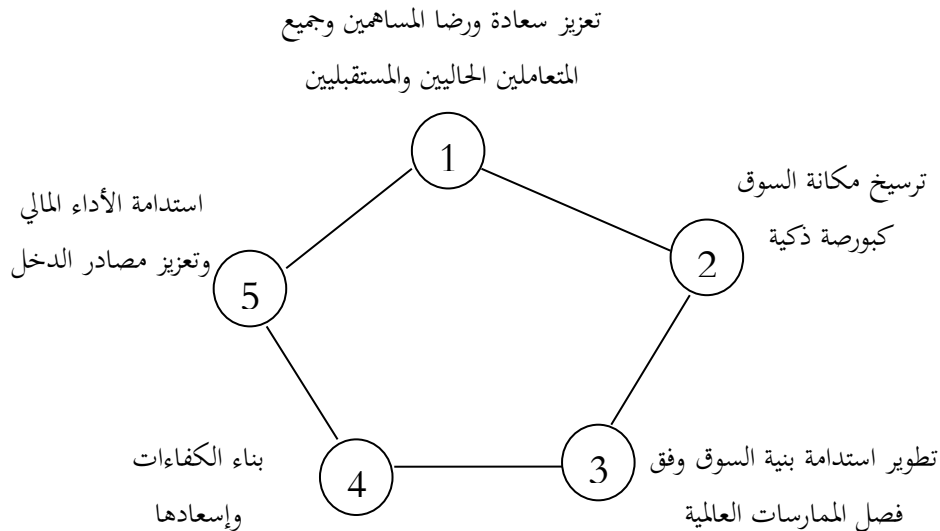 تعزيز سعادة ورضا المساهمين وجميع
المتعاملين الحاليين والمستقبليين
1
ترسيخ مكانة السوق
كبورصة ذكية
2
تطوير استدامة بنية السوق وفق
فصل الممارسات العالمية
3
بناء الكفاءات
وإسعادها
4
استدامة الأداء المالي
وتعزيز مصادر الدخل
5